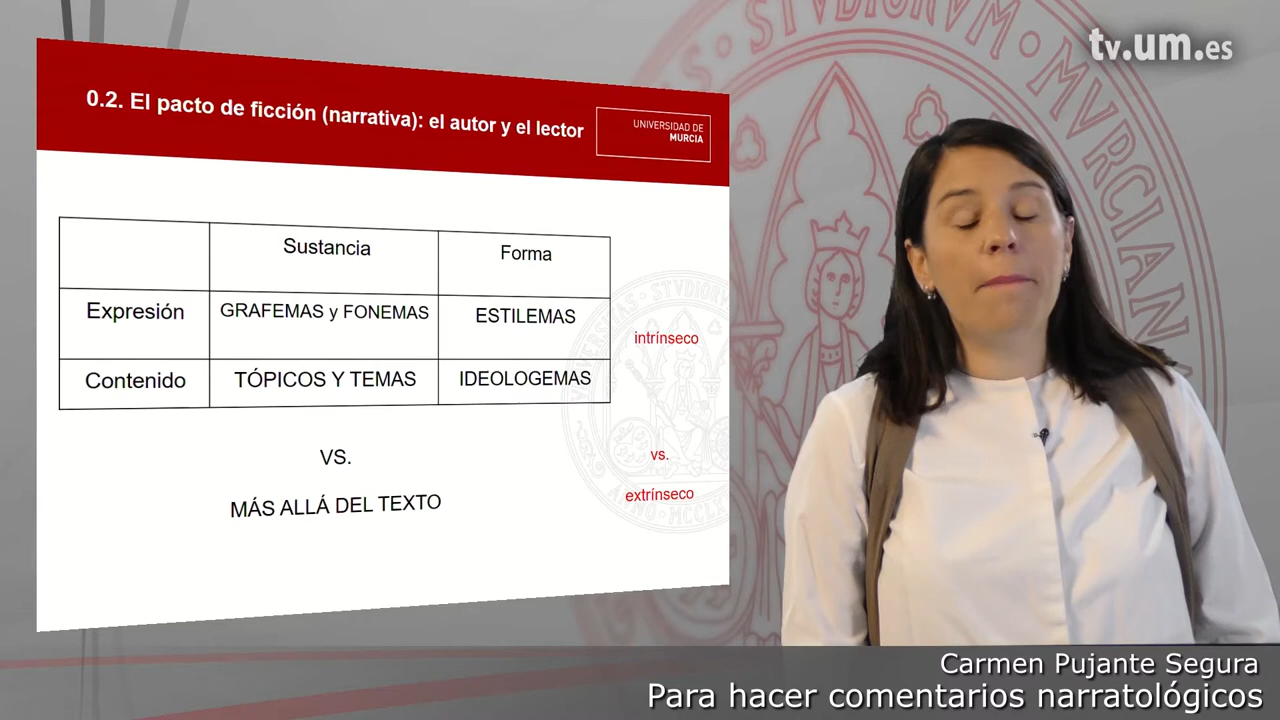 tv.um.es
0.2. El pacto de ficción (narrativa): el autor y el lector
UNIVERSIDAD DE
MURCIA
Sustancia
Forma
Expresión
GRAFEMAS y FONEMAS
ESTILEMAS
intrínseco
Contenido
TÓPICOS Y TEMAS
IDEOLOGEMAS
VS.
vs.
MÁS ALLÁ DEL TEXTO
extrínseco
Carmen Pujante Segura
Para hacer comentarios narratológicos